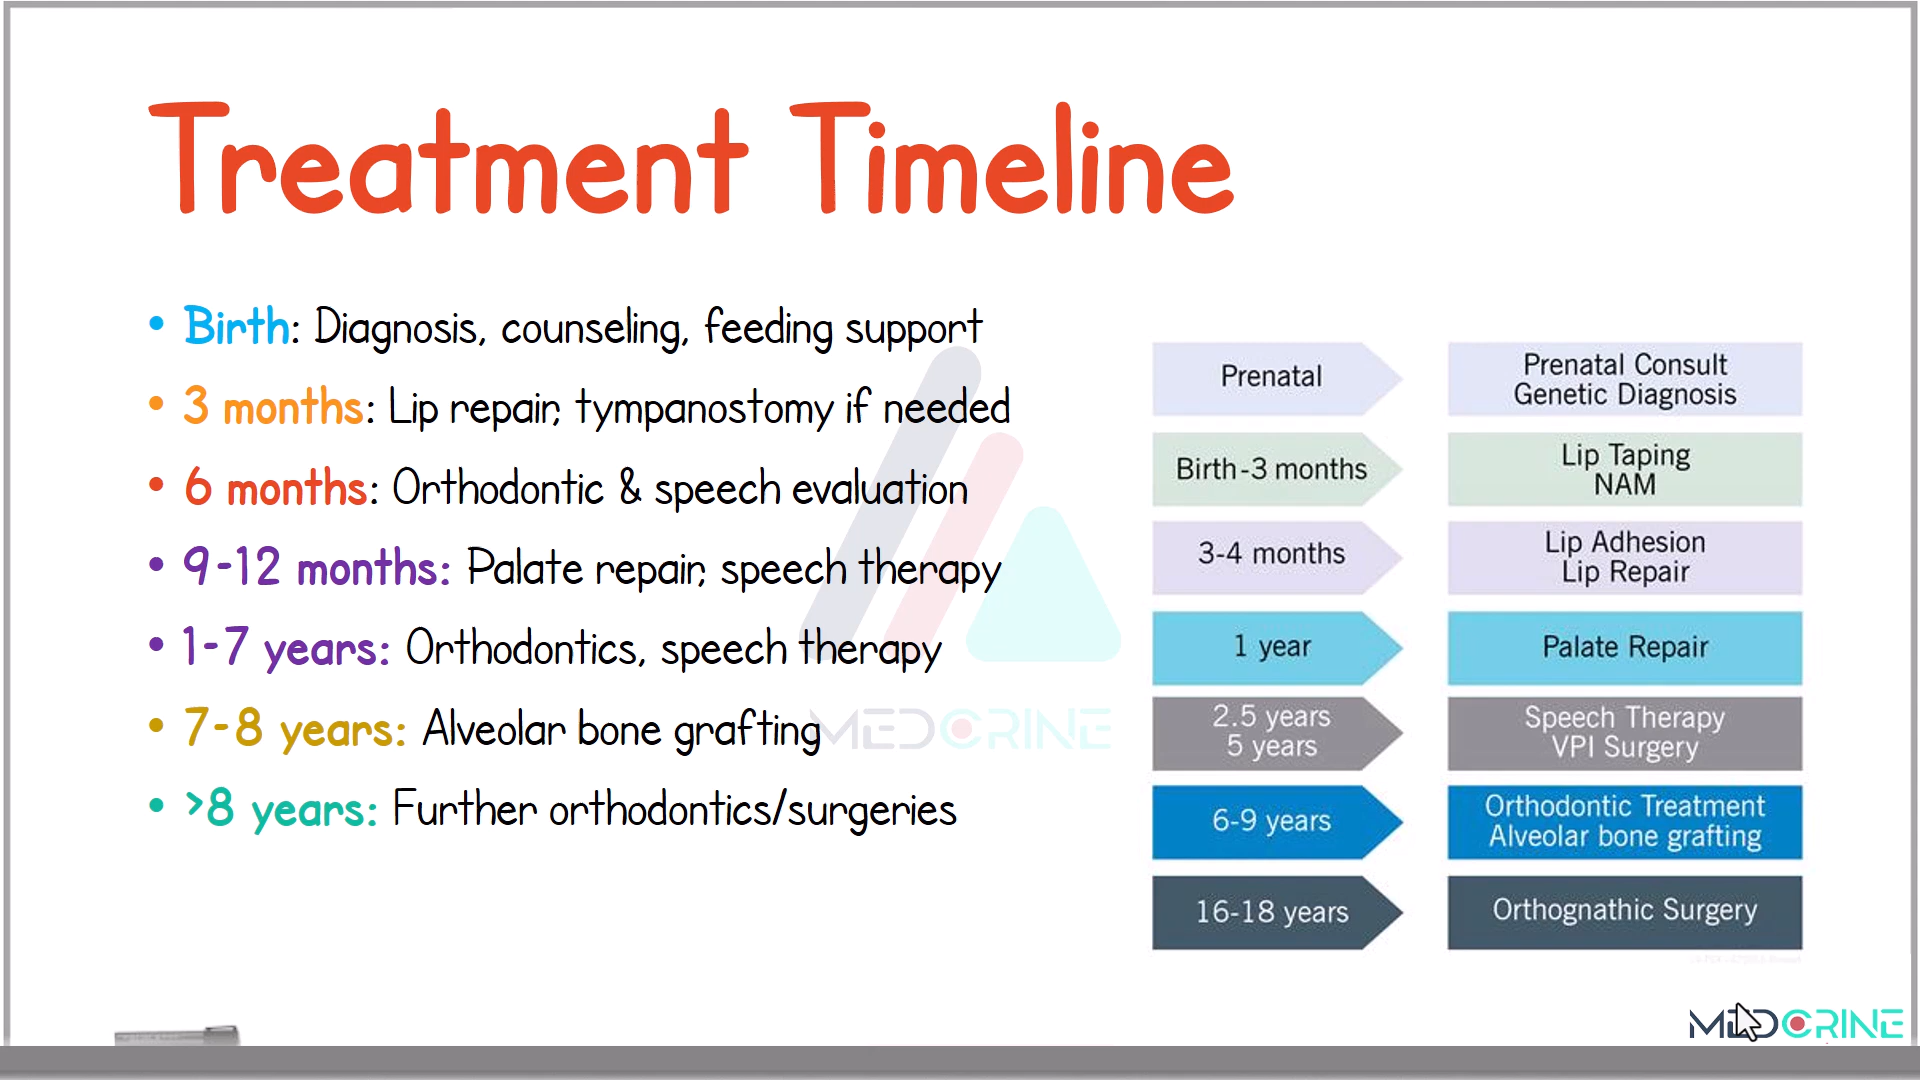 Treatment Timeline
• Birth: Diagnosis, counseling, feeding support
• 3 months: Lip repair, tympanostomy if needed
• 6 months: Orthodontic & speech evaluation
• 9-12 months: Palate repair, speech therapy
• 1-7 years: Orthodontics, speech therapy
• 7-8 years: Alveolar bone grafting
• >8 years: Further orthodontics/surgeries
MEDCRINE
Prenatal
Prenatal Consult
Genetic Diagnosis
Birth-3 months
Lip Taping
NAM
3-4 months
Lip Adhesion
Lip Repair
1 year
Palate Repair
2.5 years
5 years
Speech Therapy
VPI Surgery
6-9 years
Orthodontic Treatment
Alveolar bone grafting
16-18 years
Orthognathic Surgery
MEDCRINE